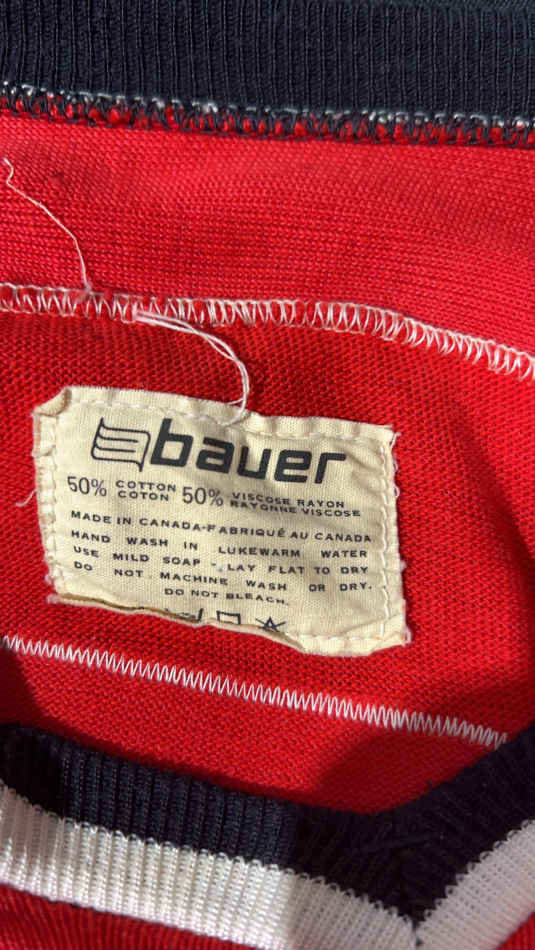 bauer
50% COTTON 50% VISCOSE RAYON
COTON RAYONNE VISCOSE
MADE IN CANADA-FABRIQUÉ AU CANADA
HAND WASH IN LUKEWARM WATER
USE MILD SOAP - LAY FLAT TO DRY
DO NOT MACHINE WASH OR DRY.
DO NOT BLEACH.